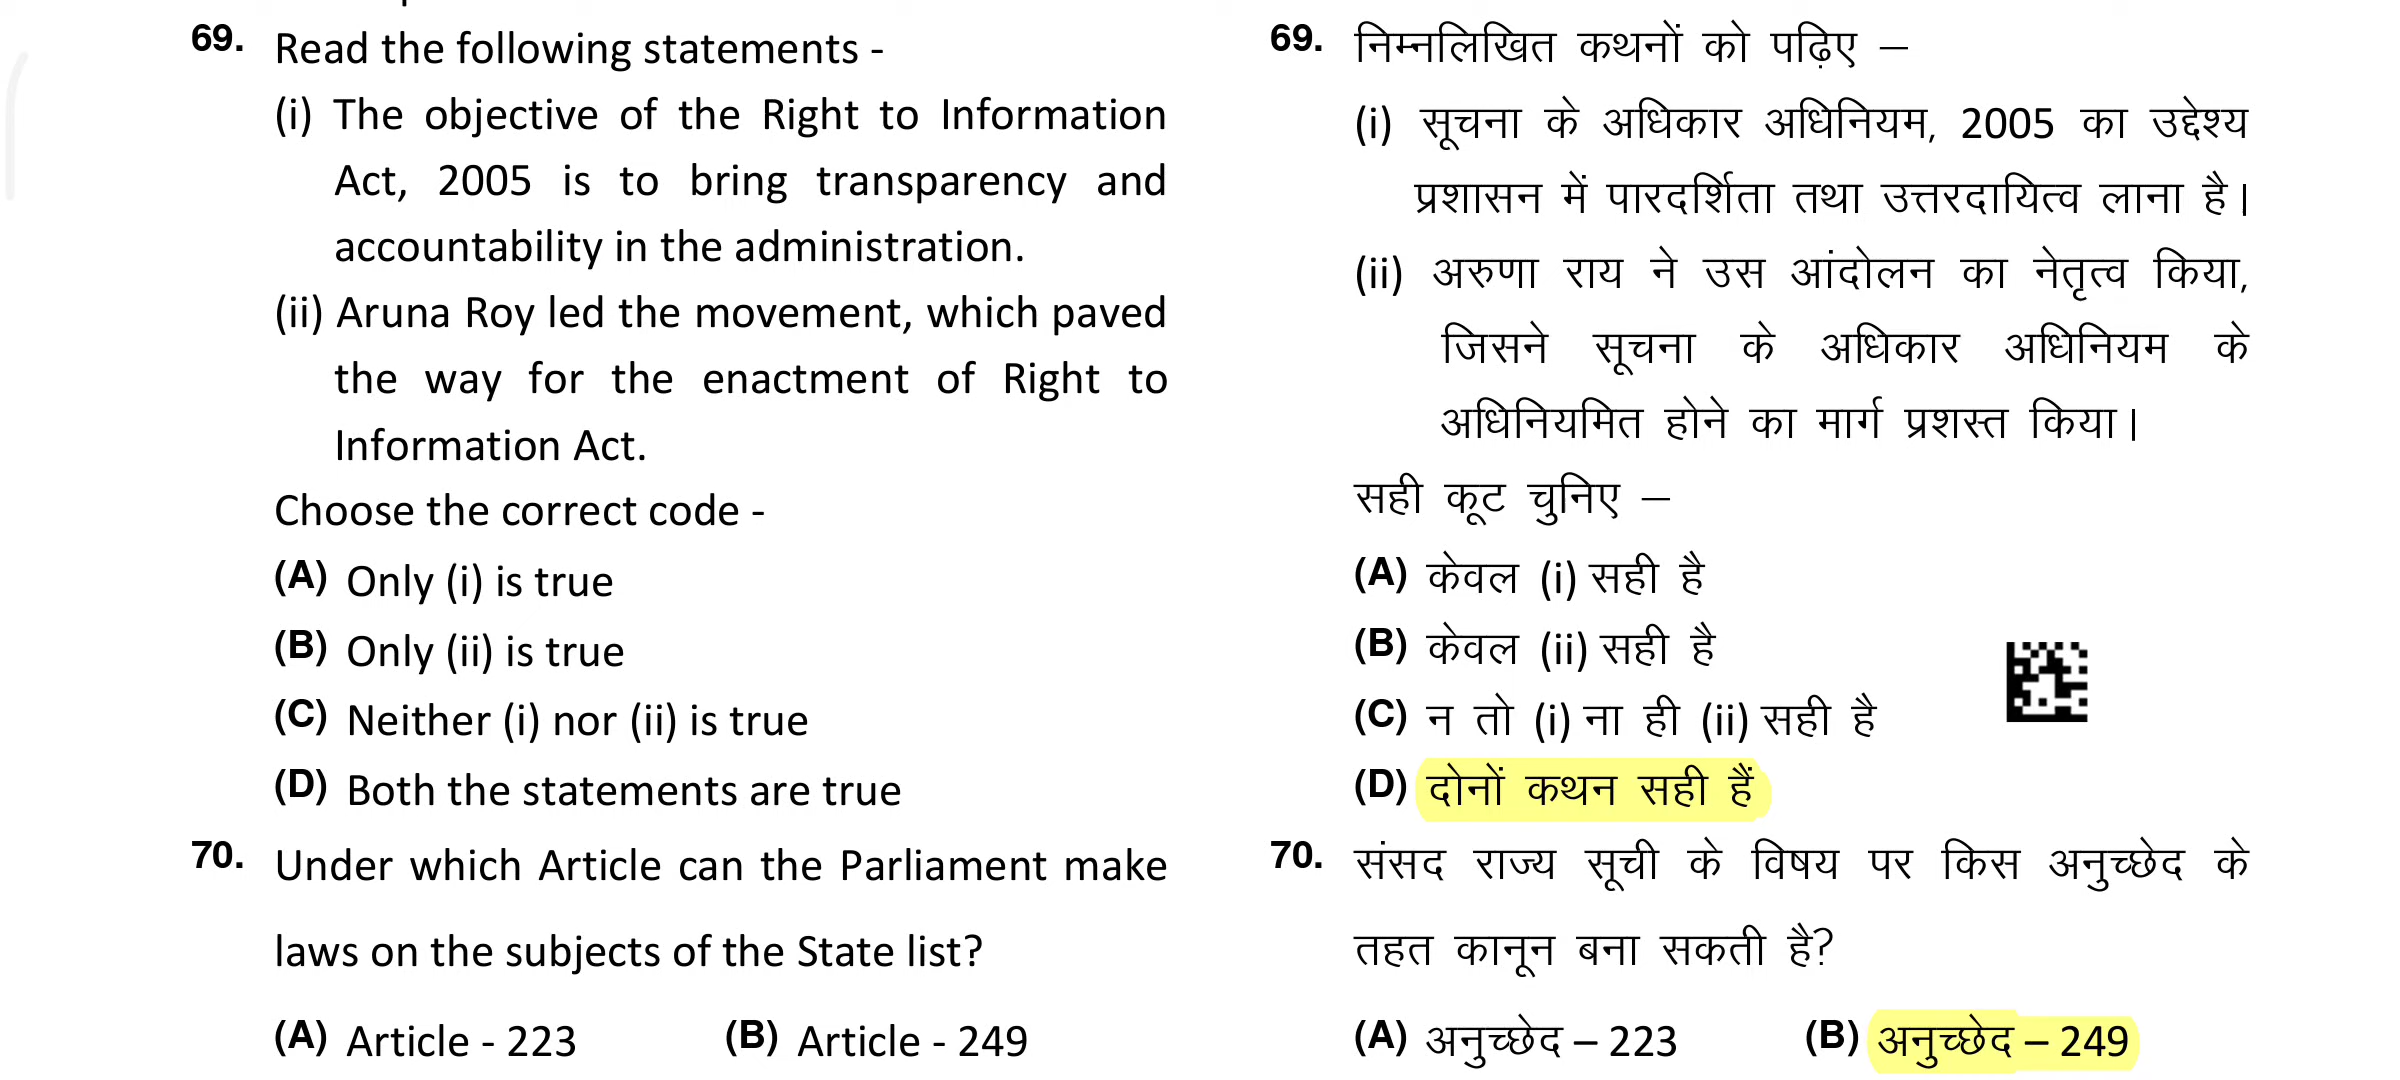 69. Read the following statements -
(i) The objective of the Right to Information
Act, 2005 is to bring transparency and
accountability in the administration.
(ii) Aruna Roy led the movement, which paved
the way for the enactment of Right to
Information Act.
Choose the correct code -
(A) Only (i) is true
(B) Only (ii) is true
(C) Neither (i) nor (ii) is true
(D) Both the statements are true
70. Under which Article can the Parliament make
laws on the subjects of the State list?
(A) Article - 223 (B) Article - 249
69. निम्नलिखित कथनों को पढ़िए –
(i) सूचना के अधिकार अधिनियम, 2005 का उद्देश्य
प्रशासन में पारदर्शिता तथा उत्तरदायित्व लाना है।
(ii) अरुणा राय ने उस आंदोलन का नेतृत्व किया,
जिसने सूचना के अधिकार अधिनियम के
अधिनियमित होने का मार्ग प्रशस्त किया।
सही कूट चुनिए –
(A) केवल (i) सही है
(B) केवल (ii) सही है
(C) न तो (i) ना ही (ii) सही है
(D) दोनों कथन सही हैं
70. संसद राज्य सूची के विषय पर किस अनुच्छेद के
तहत कानून बना सकती है?
(A) अनुच्छेद – 223 (B) अनुच्छेद – 249